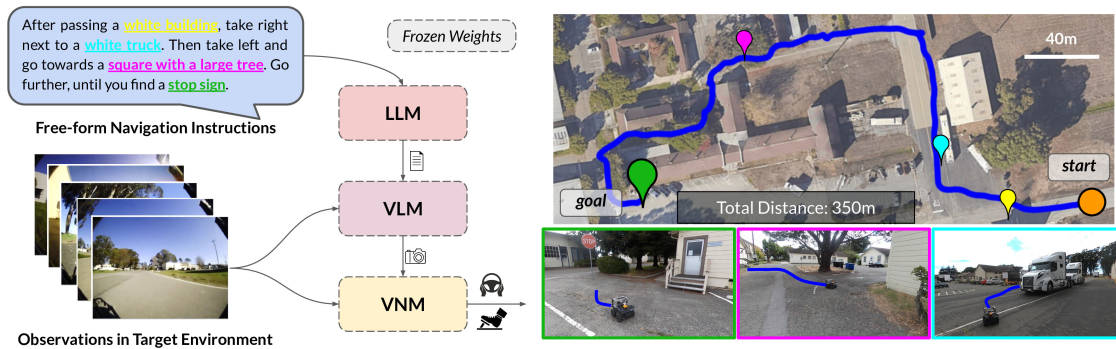 After passing a white building, take right
next to a white truck. Then take left and
go towards a square with a large tree. Go
further, until you find a stop sign.
Free-form Navigation Instructions
Observations in Target Environment
Frozen Weights
LLM
VLM
VNM
40m
start
goal
Total Distance: 350m
STOP